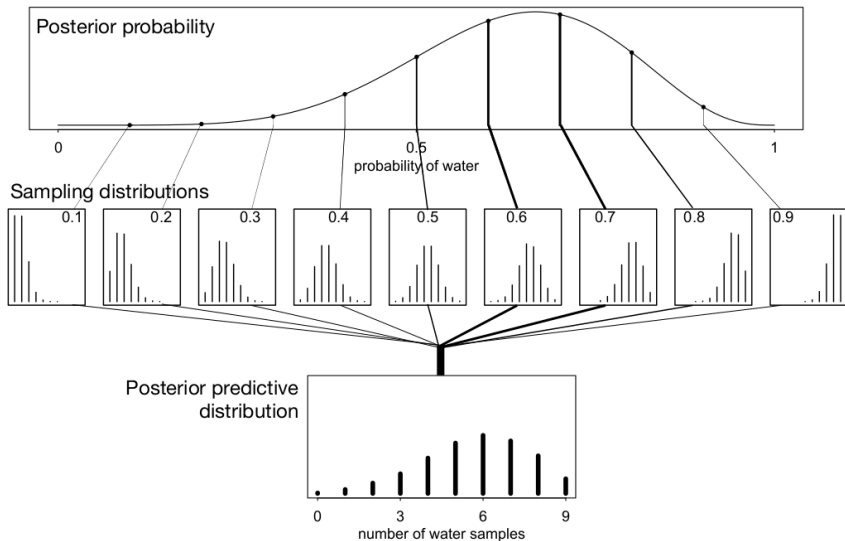 Posterior probability
0 0.5 1
probability of water
Sampling distributions
0.1 0.2 0.3 0.4 0.5 0.6 0.7 0.8 0.9
Posterior predictive
distribution
0 3 6 9
number of water samples